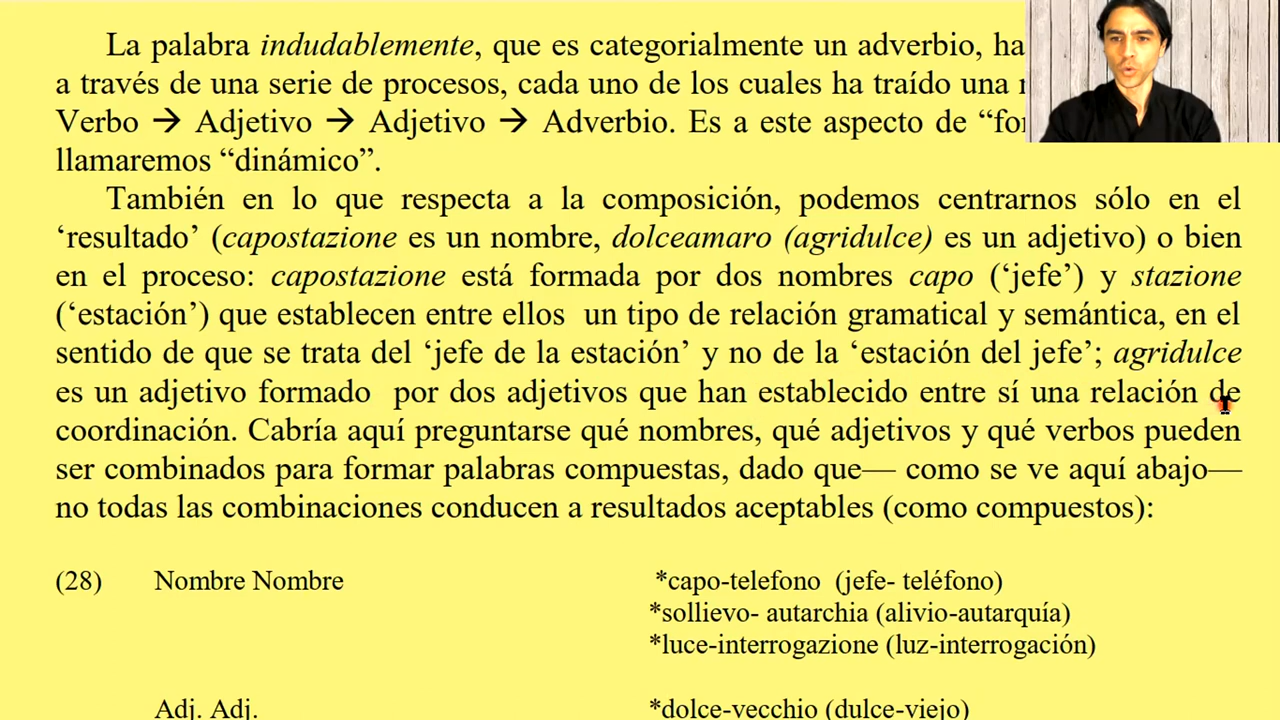 La palabra indudablemente, que es categorialmente un adverbio, ha
a través de una serie de procesos, cada uno de los cuales ha traído una
Verbo → Adjetivo → Adjetivo → Adverbio. Es a este aspecto de
llamaremos “dinámico”.
También en lo que respecta a la composición, podemos centrarnos sólo en el
‘resultado’ (capostazione es un nombre, dolceamaro (agridulce) es un adjetivo) o bien
en el proceso: capostazione está formada por dos nombres capo (‘jefe’) y stazione
(‘estación’) que establecen entre ellos un tipo de relación gramatical y semántica, en el
sentido de que se trata del ‘jefe de la estación’ y no de la ‘estación del jefe’; agridulce
es un adjetivo formado por dos adjetivos que han establecido entre sí una relación de
coordinación. Cabría aquí preguntarse qué nombres, qué adjetivos y qué verbos pueden
ser combinados para formar palabras compuestas, dado que— como se ve aquí abajo—
no todas las combinaciones conducen a resultados aceptables (como compuestos):
(28) Nombre Nombre *capo-telefono (jefe- teléfono)
*sollievo- autarchia (alivio-autarquía)
*luce-interrogazione (luz-interrogación)
Adj. Adj. *dolce-vecchio (dulce-viejo)